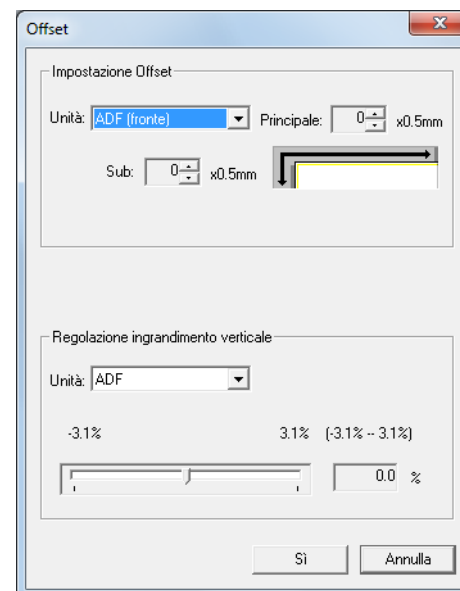 Offset
Impostazione Offset
Unità: ADF (fronte) Principale: 0 x0.5mm
Sub: 0 x0.5mm
Regolazione ingrandimento verticale
Unità: ADF
-3.1% 3.1% (-3.1% -- 3.1%)
0.0 %
Sì Annulla